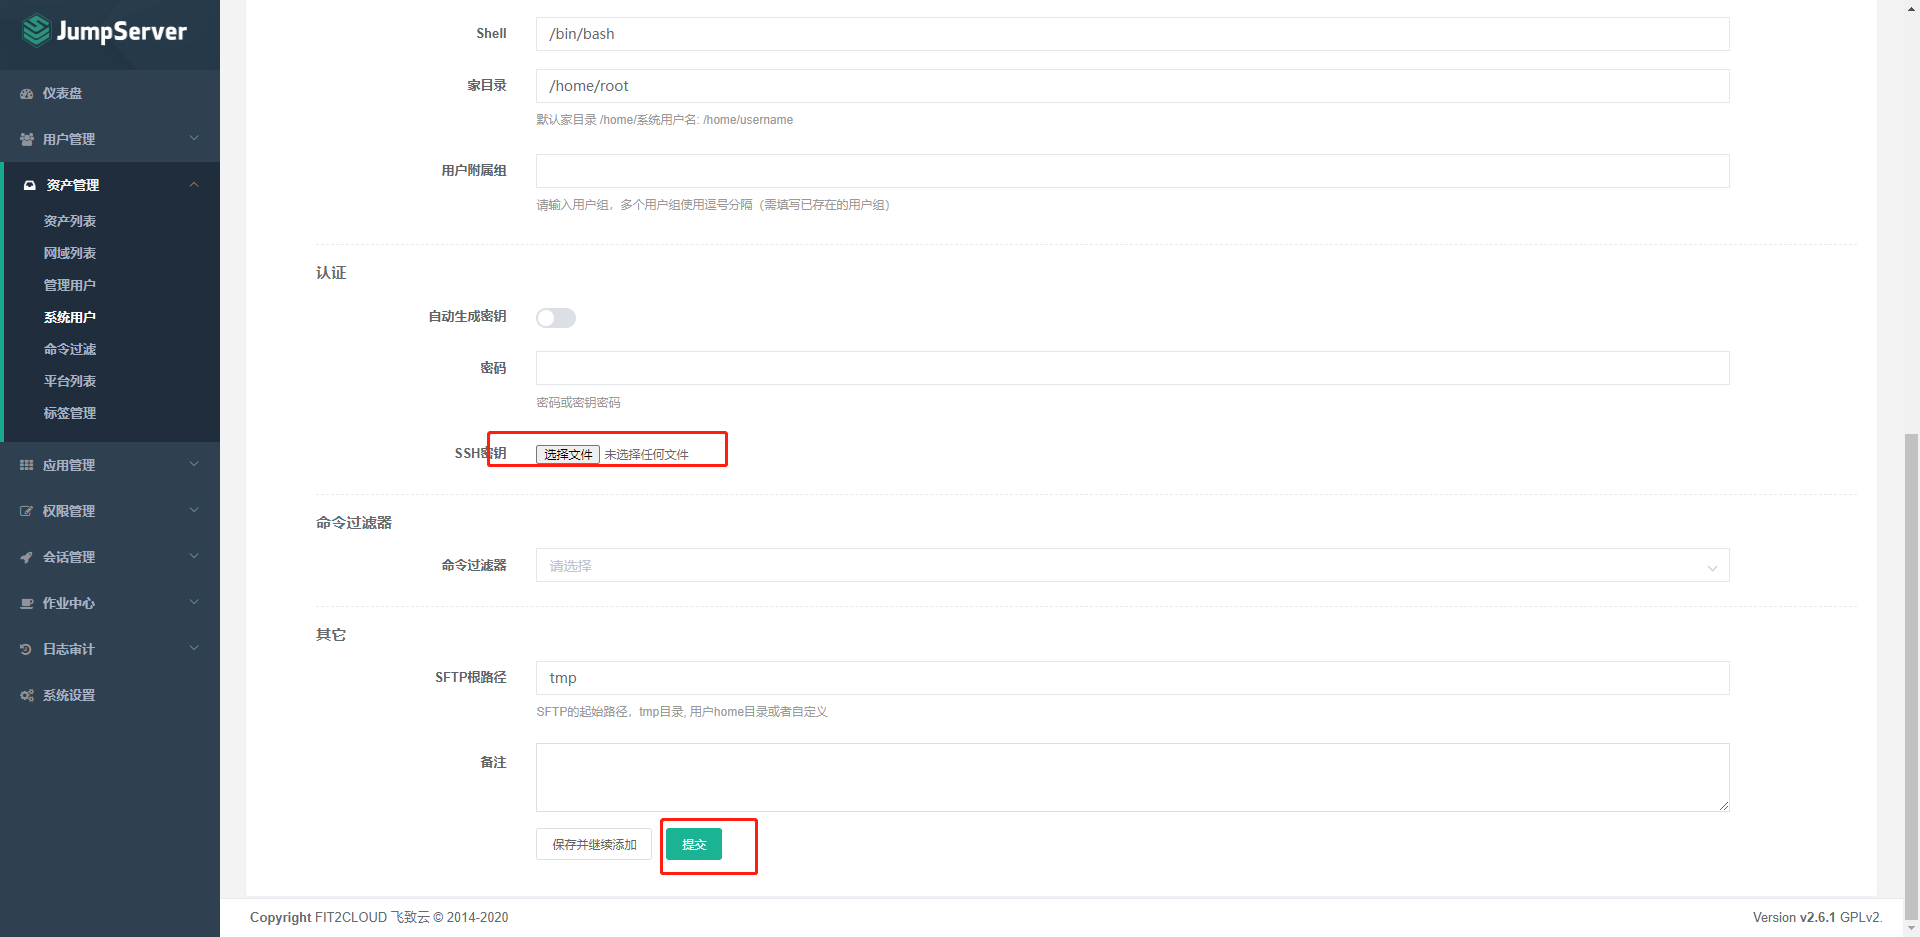 JumpServer
仪表盘
用户管理
资产管理
资产列表
网域列表
管理用户
系统用户
命令过滤
平台列表
标签管理
应用管理
权限管理
会话管理
作业中心
日志审计
系统设置
Shell /bin/bash
家目录 /home/root
默认家目录 /home/系统用户名: /home/username
用户附属组
请输入用户组，多个用户组使用逗号分隔（需填写已存在的用户组）
认证
自动生成密钥
密码
密码或密钥密码
SSH密钥 选择文件 未选择任何文件
命令过滤器
命令过滤器 请选择
其它
SFTP根路径 tmp
SFTP的起始路径，tmp目录, 用户home目录或者自定义
备注
保存并继续添加 提交
Copyright FIT2CLOUD 飞致云 © 2014-2020 Version v2.6.1 GPLv2.